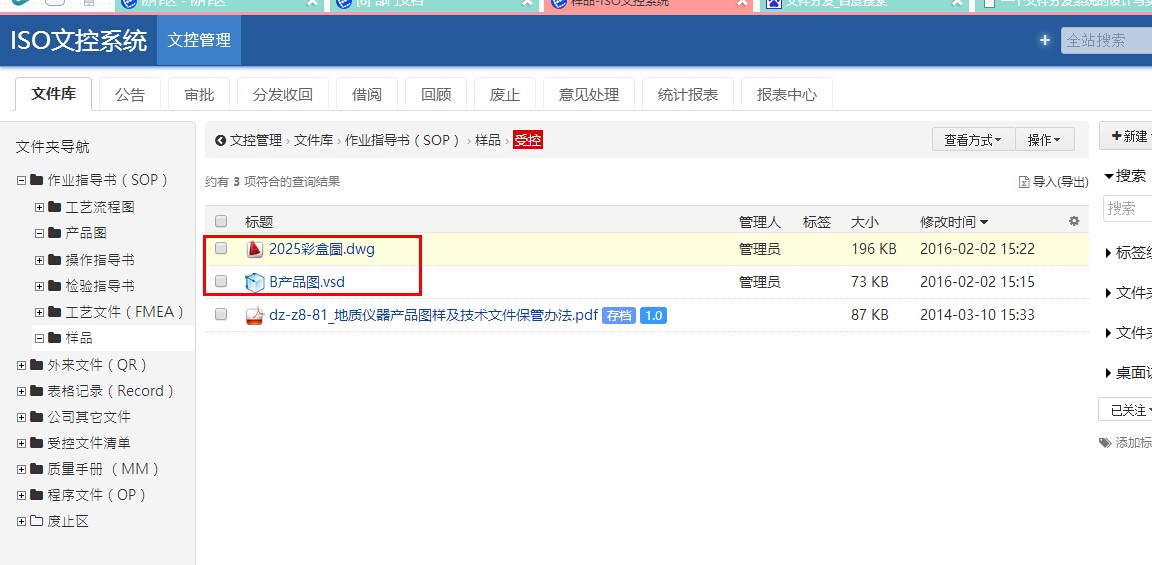 [6] 部门文档
样品-ISO文控系统
文件分发_百度搜索
ISO文控系统 文控管理
全站搜索
文件库 公告 审批 分发收回 借阅 回顾 废止 意见处理 统计报表 报表中心
文件夹导航
作业指导书（SOP）
工艺流程图
产品图
操作指导书
检验指导书
工艺文件（FMEA）
样品
外来文件（QR）
表格记录（Record）
公司其它文件
受控文件清单
质量手册 （MM）
程序文件（OP）
废止区
文控管理 › 文件库 › 作业指导书（SOP） › 样品 › 受控
查看方式 操作
约有 3 项符合的查询结果
导入(导出)
标题 管理人 标签 大小 修改时间
2025彩盒圖.dwg 管理员 196 KB 2016-02-02 15:22
B产品图.vsd 管理员 73 KB 2016-02-02 15:15
dz-z8-81_地质仪器产品图样及技术文件保管办法.pdf 存档 1.0 87 KB 2014-03-10 15:33
+新建
搜索
搜索
标签
文件
文件
桌面
已关注
添加标